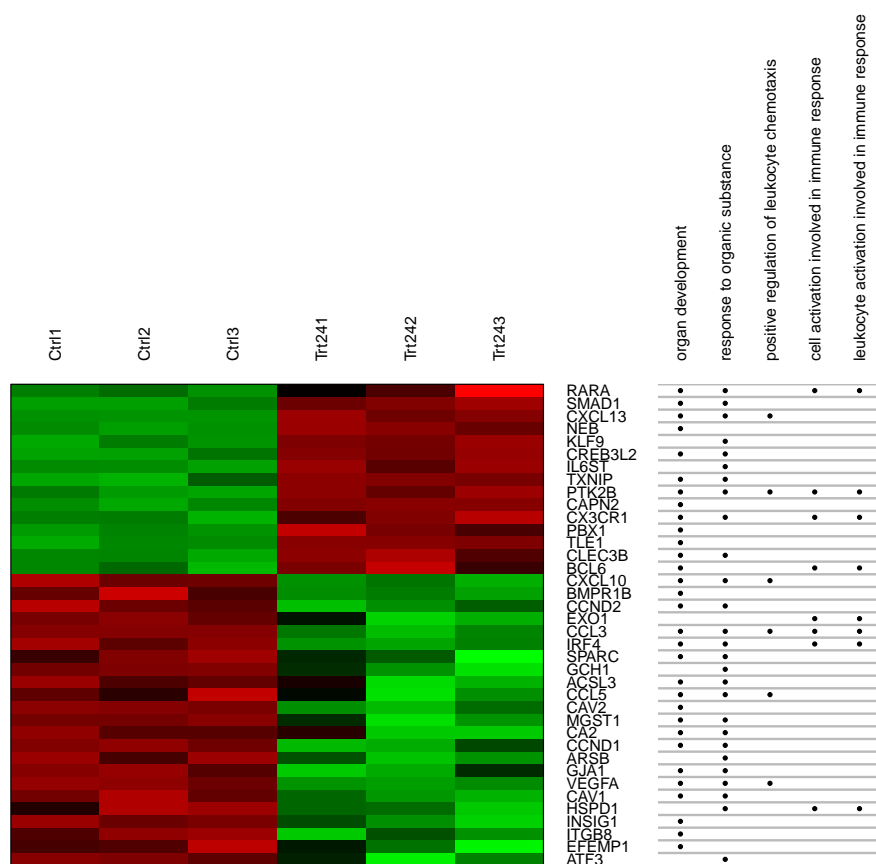 Ctrl1
Ctrl2
Ctrl3
Trt241
Trt242
Trt243
organ development
response to organic substance
positive regulation of leukocyte chemotaxis
cell activation involved in immune response
leukocyte activation involved in immune response
RARA
SMAD1
CXCL13
NEB
KLF9
CREB3L2
IL6ST
TXNIP
PTK2B
CAPN2
CX3CR1
PBX1
TLE1
CLEC3B
BCL6
CXCL10
BMPR1B
CCND2
EXO1
CCL3
IRF4
SPARC
GCH1
ACSL3
CCL5
CAV2
MGST1
CA2
CCND1
ARSB
GJA1
VEGFA
CAV1
HSPD1
INSIG1
ITGB8
EFEMP1
ATF3